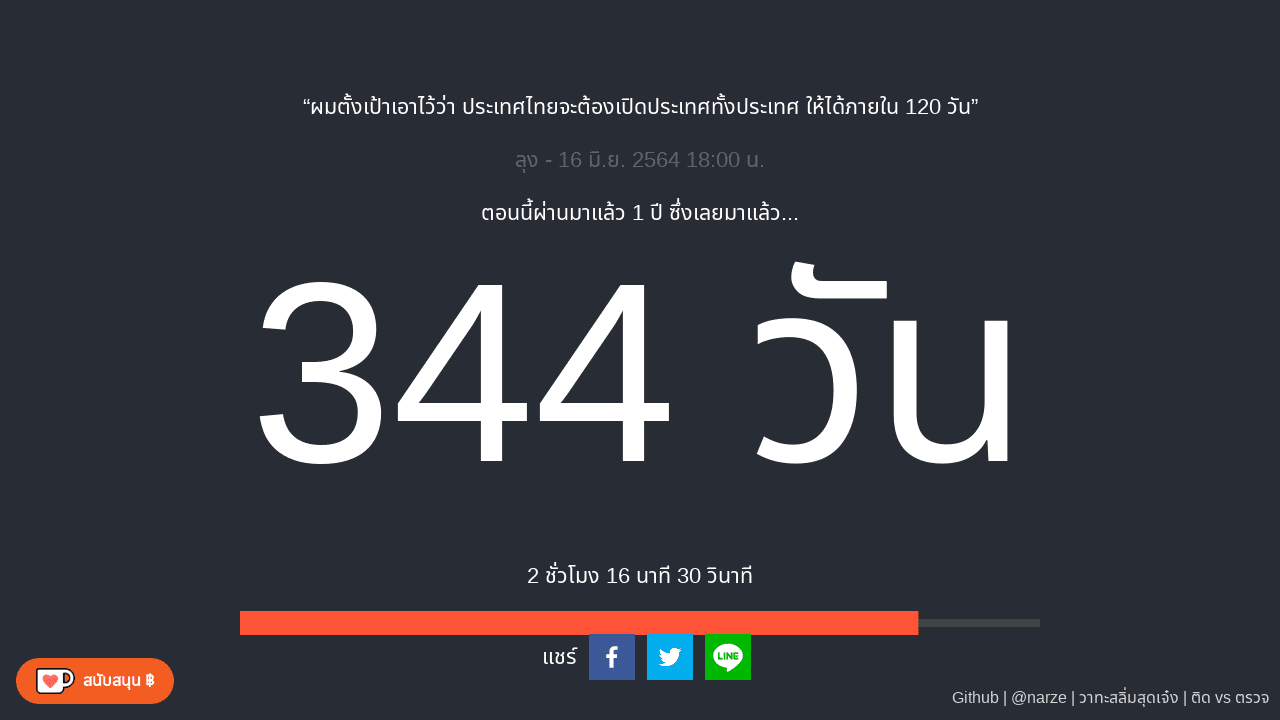 “ผมตั้งเป้าเอาไว้ว่า ประเทศไทยจะต้องเปิดประเทศทั้งประเทศ ให้ได้ภายใน 120 วัน”
ลุง - 16 มิ.ย. 2564 18:00 น.
ตอนนี้ผ่านมาแล้ว 1 ปี ซึ่งเลยมาแล้ว...
344 วัน
2 ชั่วโมง 16 นาที 30 วินาที
แชร์
LINE
สนับสนุน ฿
Github | @narze | วาทะสลิ่มสุดเจ๋ง | ติด vs ตรวจ